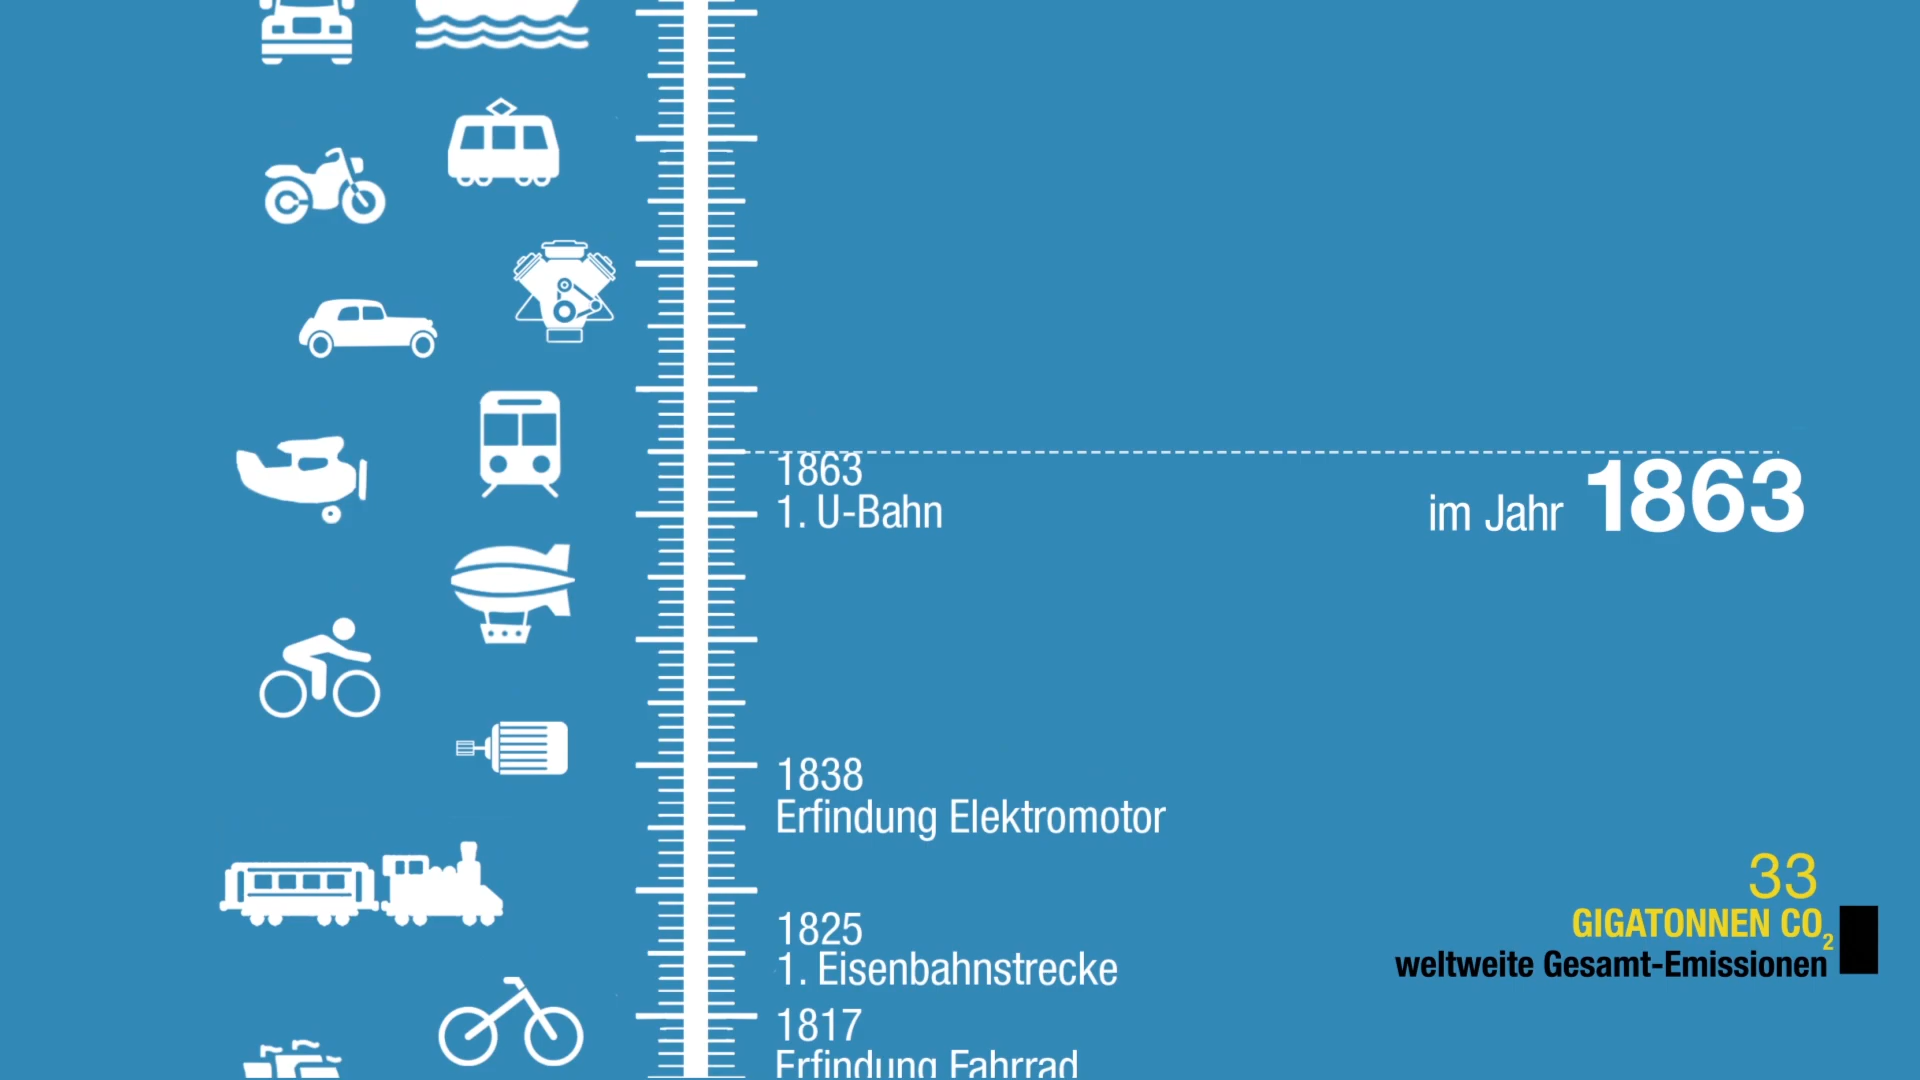 1863
1. U-Bahn
im Jahr 1863
1838
Erfindung Elektromotor
1825
1. Eisenbahnstrecke
1817
Erfindung Fahrrad
33
GIGATONNEN CO₂
weltweite Gesamt-Emissionen